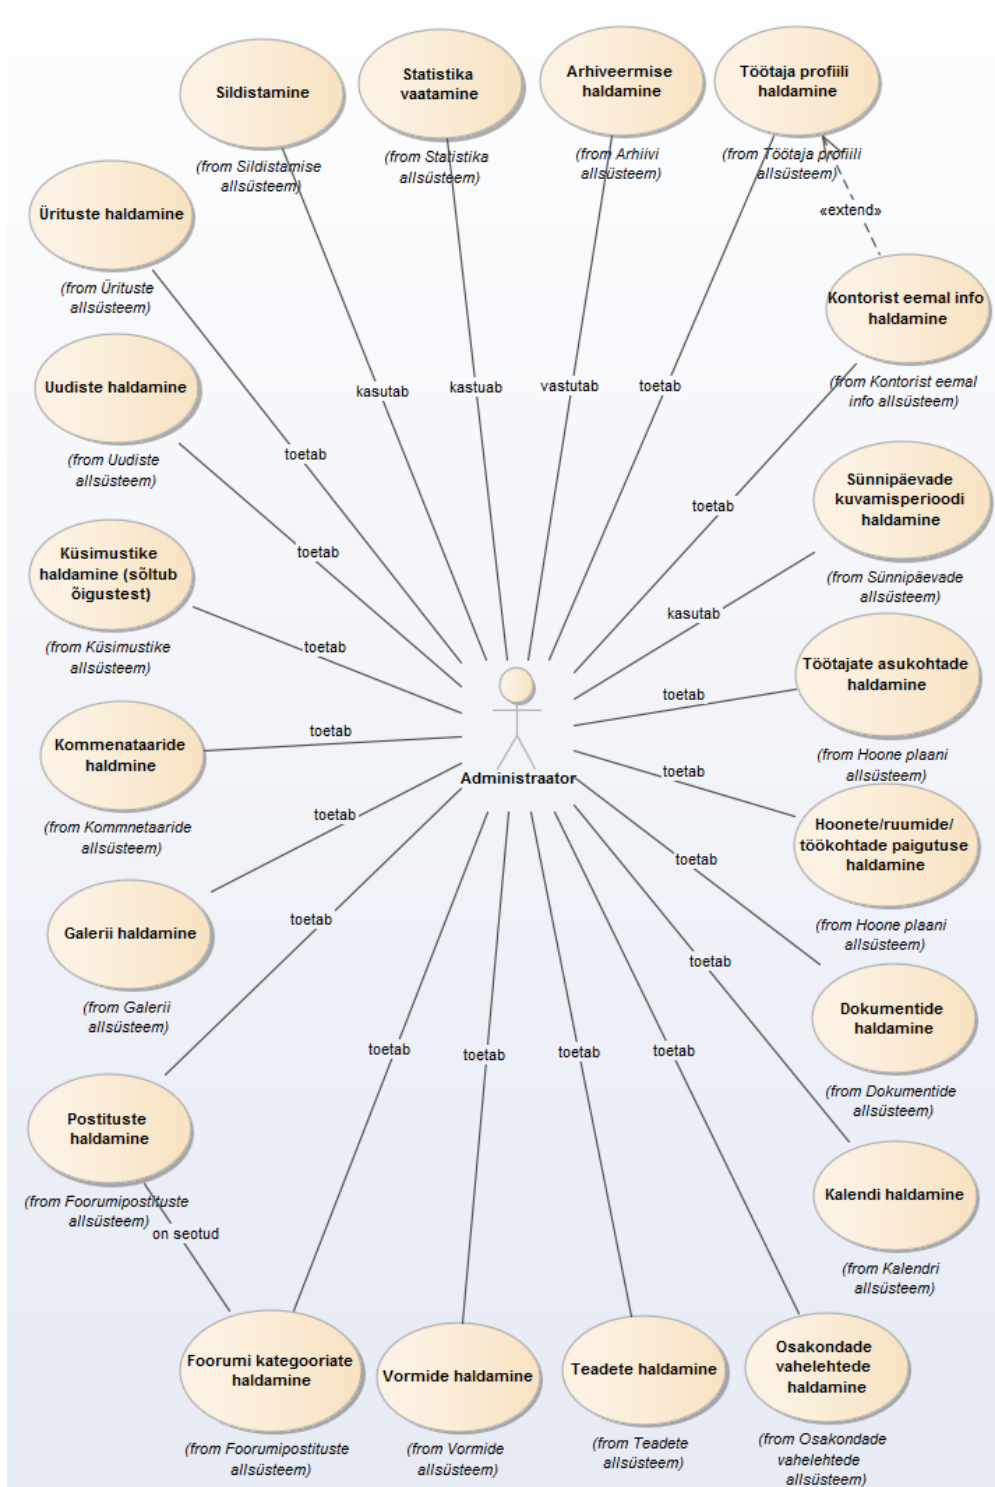 Sildistamine
(from Sildistamise
allsüsteem)
Statistika
vaatamine
(from Statistika
allsüsteem)
Arhiveermise
haldamine
(from Arhiivi
allsüsteem)
Töötaja profiili
haldamine
(from Töötaja profiili
allsüsteem)
«extend»
Ürituste haldamine
(from Ürituste
allsüsteem)
Kontorist eemal info
haldamine
(from Kontorist eemal
info allsüsteem)
Uudiste haldamine
(from Uudiste
allsüsteem)
kasutab
kastuab
vastutab
toetab
toetab
toetab
Sünnipäevade
kuvamisperioodi
haldamine
(from Sünnipäevade
allsüsteem)
Küsimustike
haldamine (sõltub
õigustest)
(from Küsimustike
allsüsteem)
toetab
toetab
kasutab
Töötajate asukohtade
haldamine
(from Hoone plaani
allsüsteem)
toetab
toetab
Kommenataaride
haldmine
(from Kommnetaaride
allsüsteem)
toetab
Administraator
toetab
Hoonete/ruumide/
töökohtade paigutuse
haldamine
(from Hoone plaani
allsüsteem)
toetab
toetab
Galerii haldamine
(from Galerii
allsüsteem)
toetab
toetab
Dokumentide
haldamine
(from Dokumentide
allsüsteem)
toetab
toetab
toetab
toetab
Postituste
haldamine
(from Foorumipostituste
allsüsteem)
on seotud
Kalendi haldamine
(from Kalendri
allsüsteem)
Foorumi kategooriate
haldamine
(from Foorumipostituste
allsüsteem)
Vormide haldamine
(from Vormide
allsüsteem)
Teadete haldamine
(from Teadete
allsüsteem)
Osakondade
vahelehtede
haldamine
(from Osakondade
vahelehtede
allsüsteem)